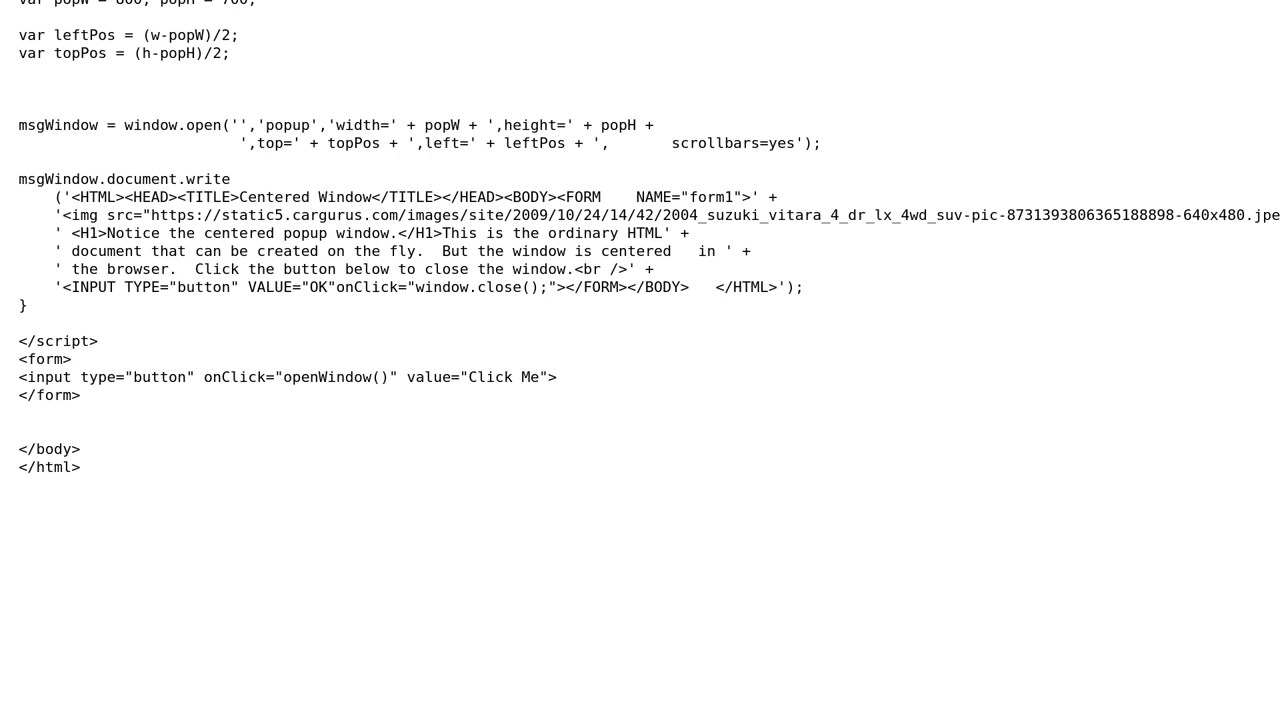 var popW = 800, popH = 700;
var leftPos = (w-popW)/2;
var topPos = (h-popH)/2;
msgWindow = window.open('','popup','width=' + popW + ',height=' + popH +
',top=' + topPos + ',left=' + leftPos + ',       scrollbars=yes');
msgWindow.document.write
('<HTML><HEAD><TITLE>Centered Window</TITLE></HEAD><BODY><FORM    NAME="form1">' +
'<img src="https://static5.cargurus.com/images/site/2009/10/24/14/42/2004_suzuki_vitara_4_dr_lx_4wd_suv-pic-8731393806365188898-640x480.jpe
' <H1>Notice the centered popup window.</H1>This is the ordinary HTML' +
' document that can be created on the fly.  But the window is centered   in ' +
' the browser.  Click the button below to close the window.<br />' +
'<INPUT TYPE="button" VALUE="OK"onClick="window.close();"></FORM></BODY>   </HTML>');
}
</script>
<form>
<input type="button" onClick="openWindow()" value="Click Me">
</form>
</body>
</html>